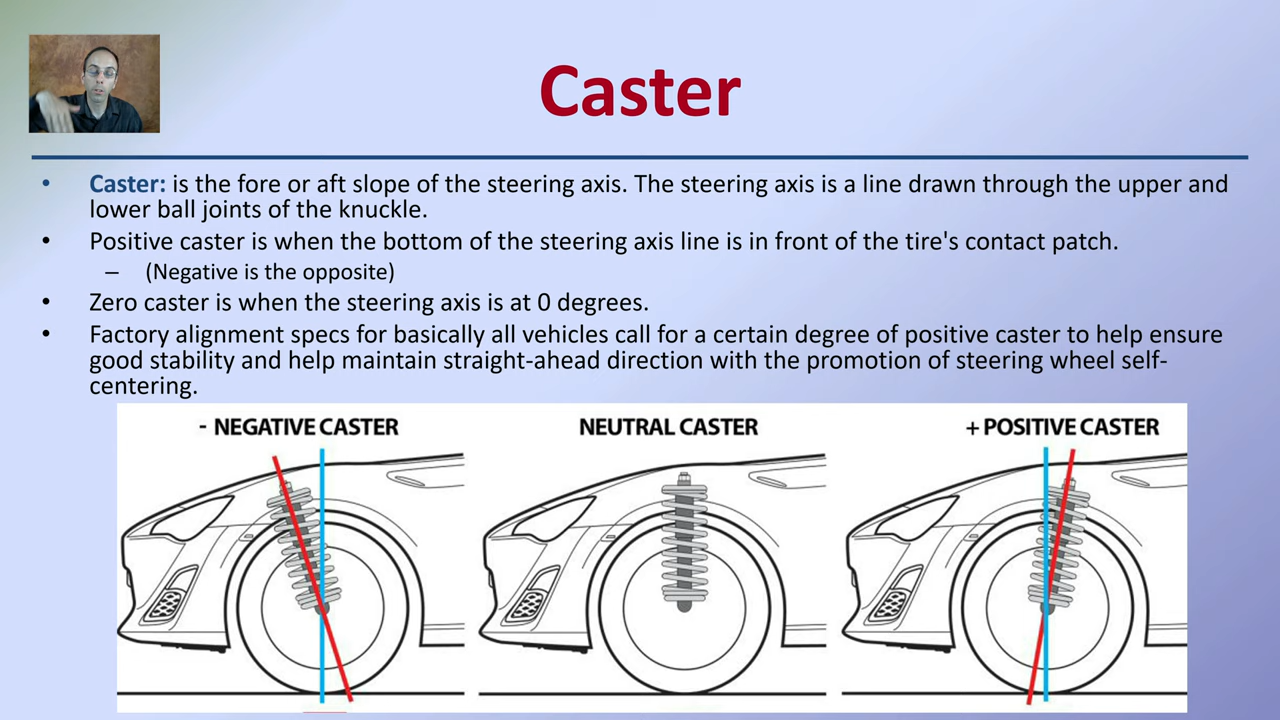 Caster
• Caster: is the fore or aft slope of the steering axis. The steering axis is a line drawn through the upper and
lower ball joints of the knuckle.
• Positive caster is when the bottom of the steering axis line is in front of the tire's contact patch.
– (Negative is the opposite)
• Zero caster is when the steering axis is at 0 degrees.
• Factory alignment specs for basically all vehicles call for a certain degree of positive caster to help ensure
good stability and help maintain straight-ahead direction with the promotion of steering wheel self-
centering.
- NEGATIVE CASTER
NEUTRAL CASTER
+ POSITIVE CASTER